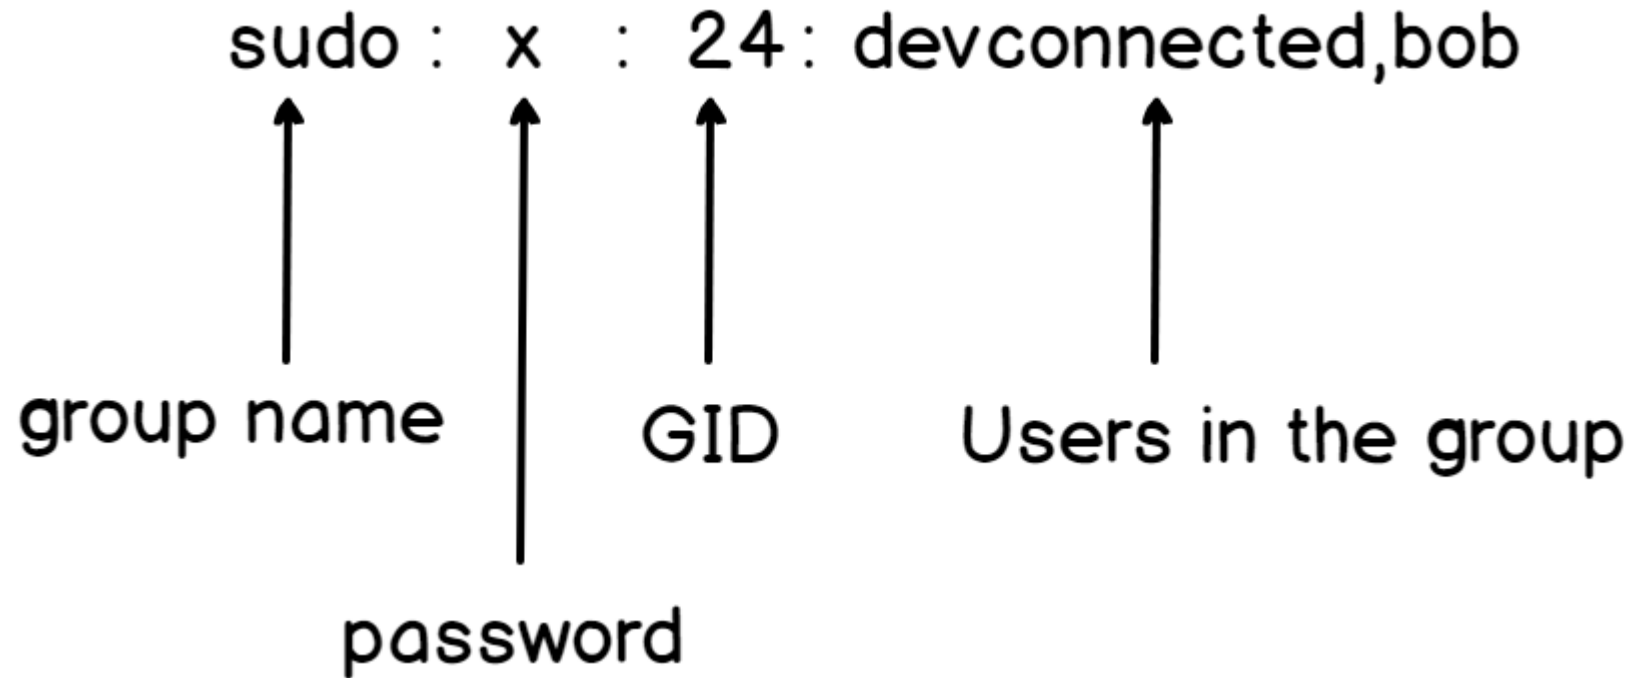 sudo : x : 24: devconnected,bob
group name
GID
Users in the group
password